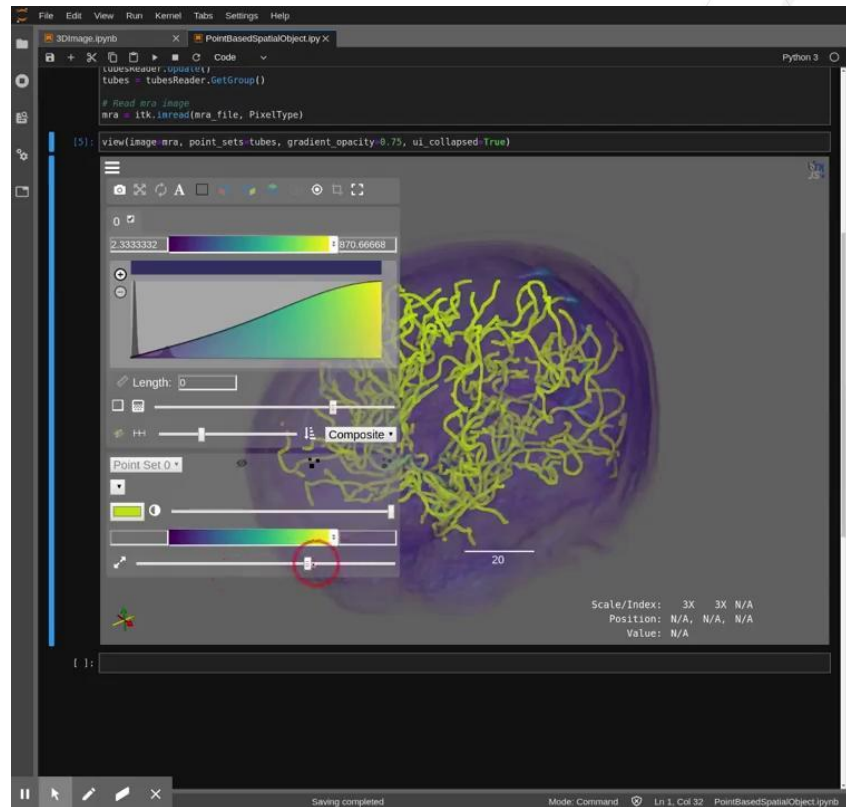 File Edit View Run Kernel Tabs Settings Help
3DImage.ipynb PointBasedSpatialObject.ipy
Code Python 3
tubesReader.Update()
tubes = tubesReader.GetGroup()
# Read mra image
mra = itk.imread(mra_file, PixelType)
[5]: view(image=mra, point_sets=tubes, gradient_opacity=0.75, ui_collapsed=True)
A
0
2.3333332 870.66668
Length: 0
Composite
Point Set 0
20
Scale/Index: 3X 3X N/A
Position: N/A, N/A, N/A
Value: N/A
[ ]:
Saving completed Mode: Command Ln 1, Col 32 PointBasedSpatialObject.ipynb